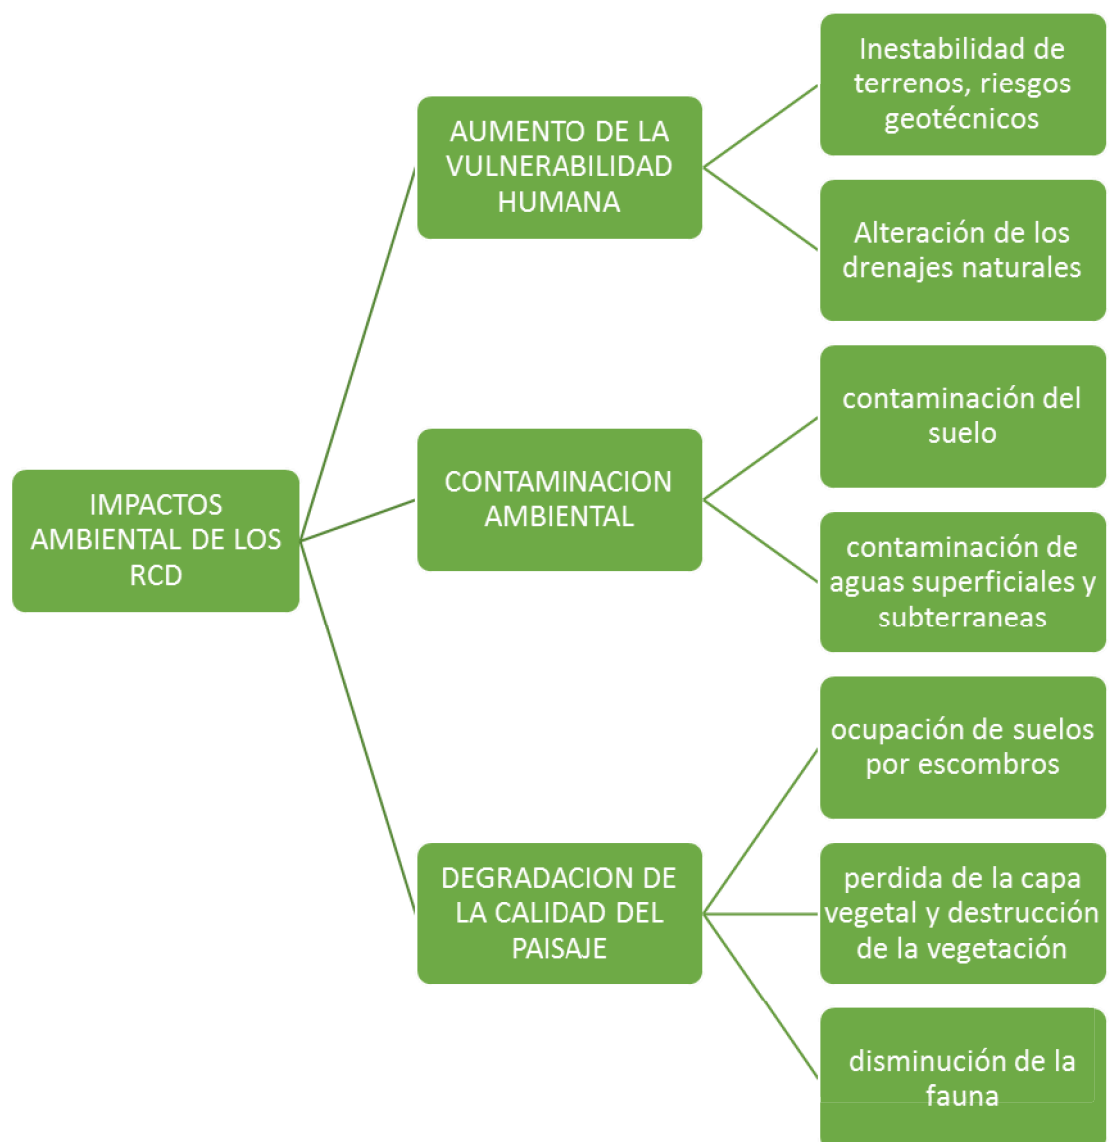 IMPACTOS
AMBIENTAL DE LOS
RCD
AUMENTO DE LA
VULNERABILIDAD
HUMANA
Inestabilidad de
terrenos, riesgos
geotécnicos
Alteración de los
drenajes naturales
CONTAMINACION
AMBIENTAL
contaminación del
suelo
contaminación de
aguas superficiales y
subterraneas
DEGRADACION DE
LA CALIDAD DEL
PAISAJE
ocupación de suelos
por escombros
perdida de la capa
vegetal y destrucción
de la vegetación
disminución de la
fauna